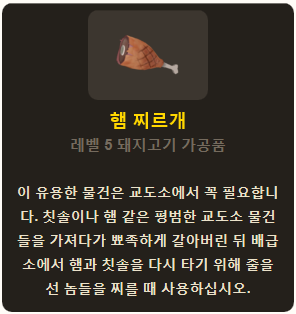 햄 찌르개
레벨 5 돼지고기 가공품
이 유용한 물건은 교도소에서 꼭 필요합니
다. 칫솔이나 햄 같은 평범한 교도소 물건
들을 가져다가 뾰족하게 갈아버린 뒤 배급
소에서 햄과 칫솔을 다시 타기 위해 줄을
선 놈들을 찌를 때 사용하십시오.